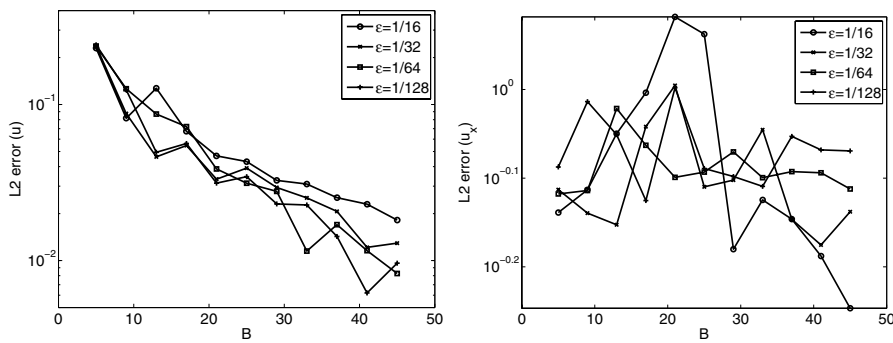 L2 error (u)
10⁻¹
10⁻²
0 10 20 30 40 50
B
ε=1/16
ε=1/32
ε=1/64
ε=1/128
L2 error (uₓ)
10⁰
10⁻⁰·¹
10⁻⁰·²
0 10 20 30 40 50
B
ε=1/16
ε=1/32
ε=1/64
ε=1/128